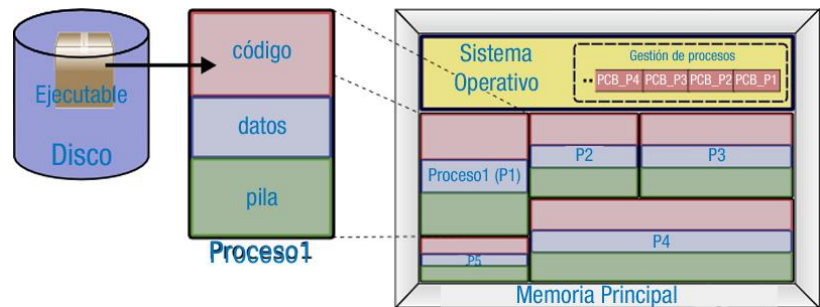 Ejecutable
Disco
código
datos
pila
Proceso1
Sistema
Operativo
Gestión de procesos
•• PCB_P4 PCB_P3 PCB_P2 PCB_P1
Proceso1 (P1)
P2
P3
P4
P5
Memoria Principal